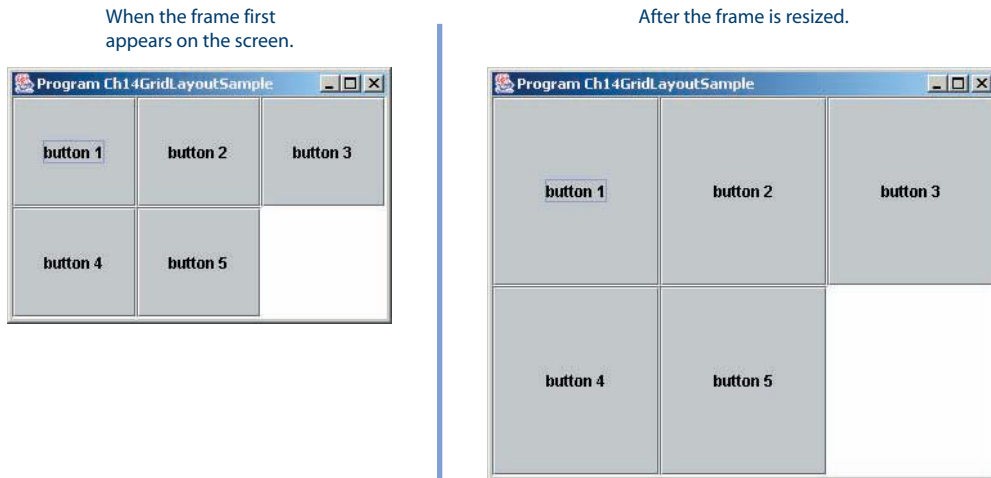 When the frame first
appears on the screen.
Program Ch14GridLayoutSample
button 1 button 2 button 3
button 4 button 5
After the frame is resized.
Program Ch14GridLayoutSample
button 1 button 2 button 3
button 4 button 5